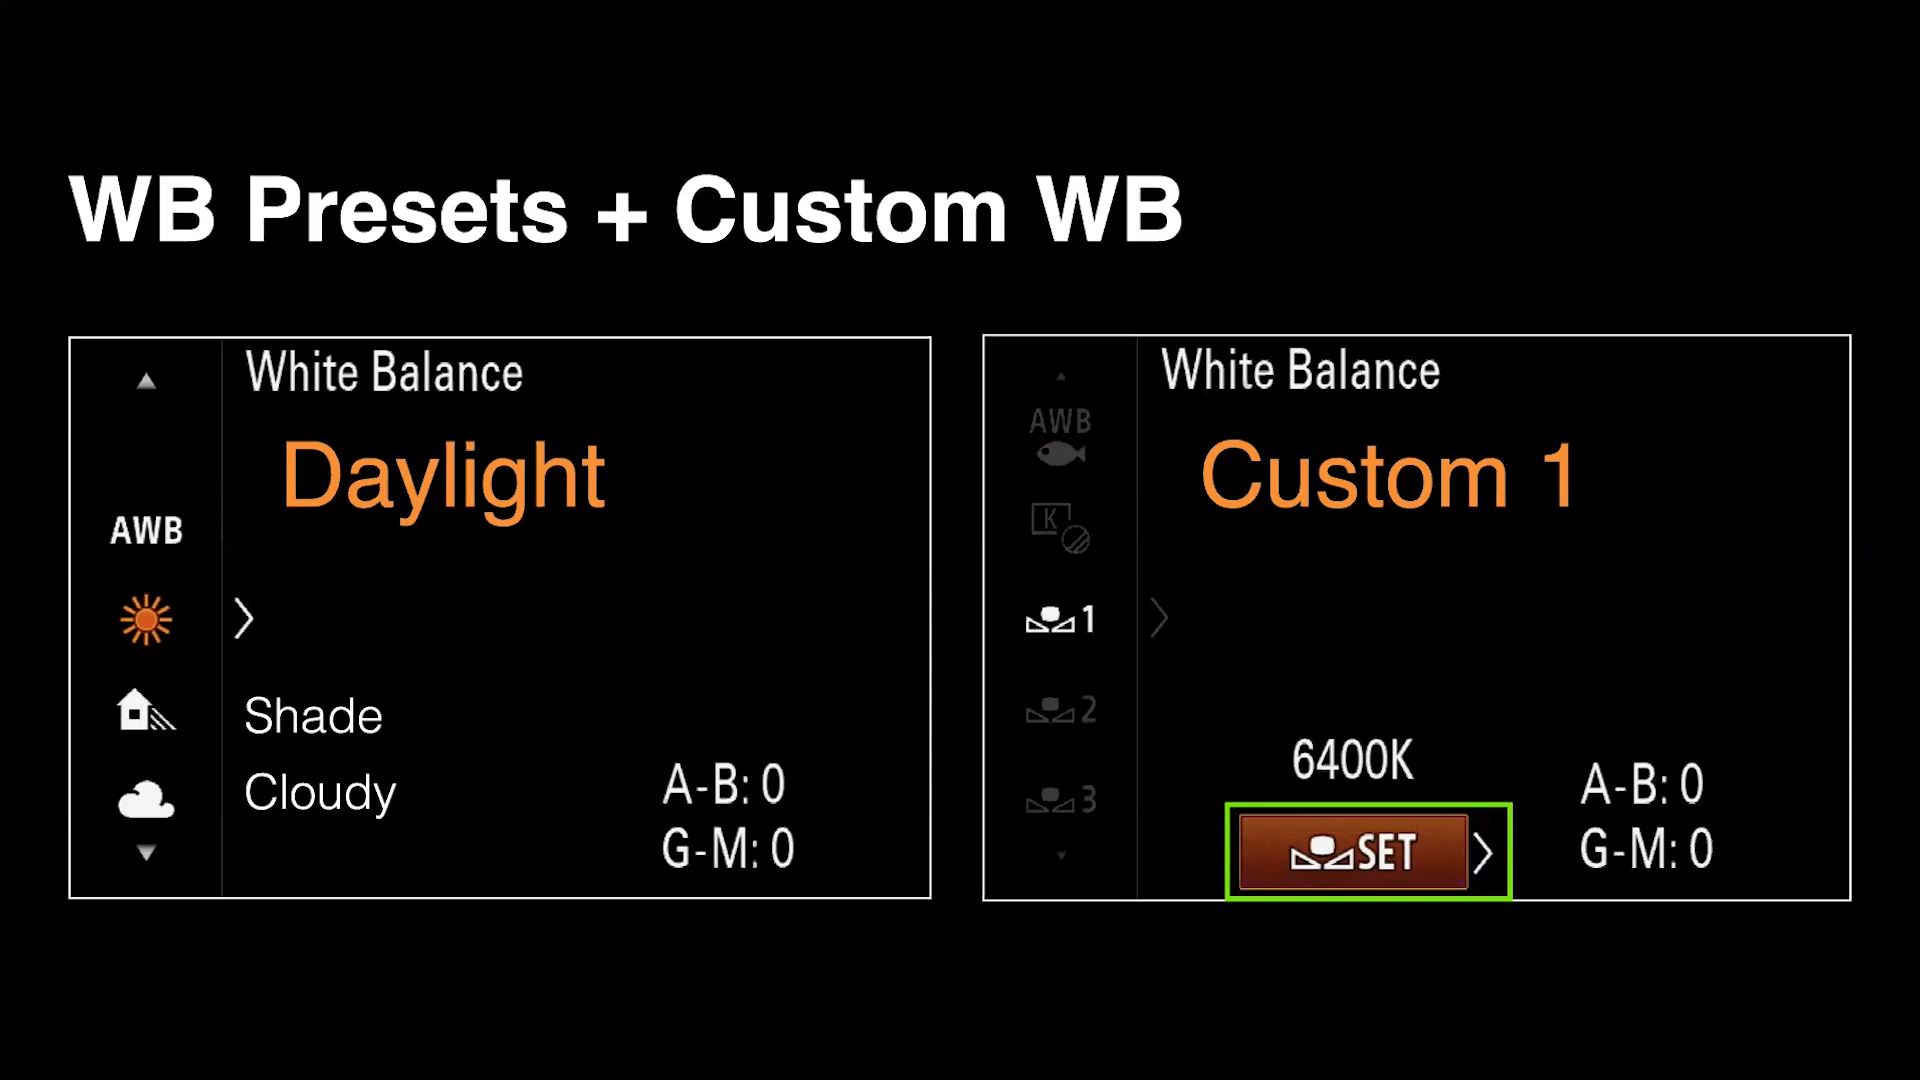 WB Presets + Custom WB
White Balance
Daylight
AWB
Shade
Cloudy
A-B: 0
G-M: 0
White Balance
AWB
Custom 1
K
1
2
3
6400K
SET
A-B: 0
G-M: 0